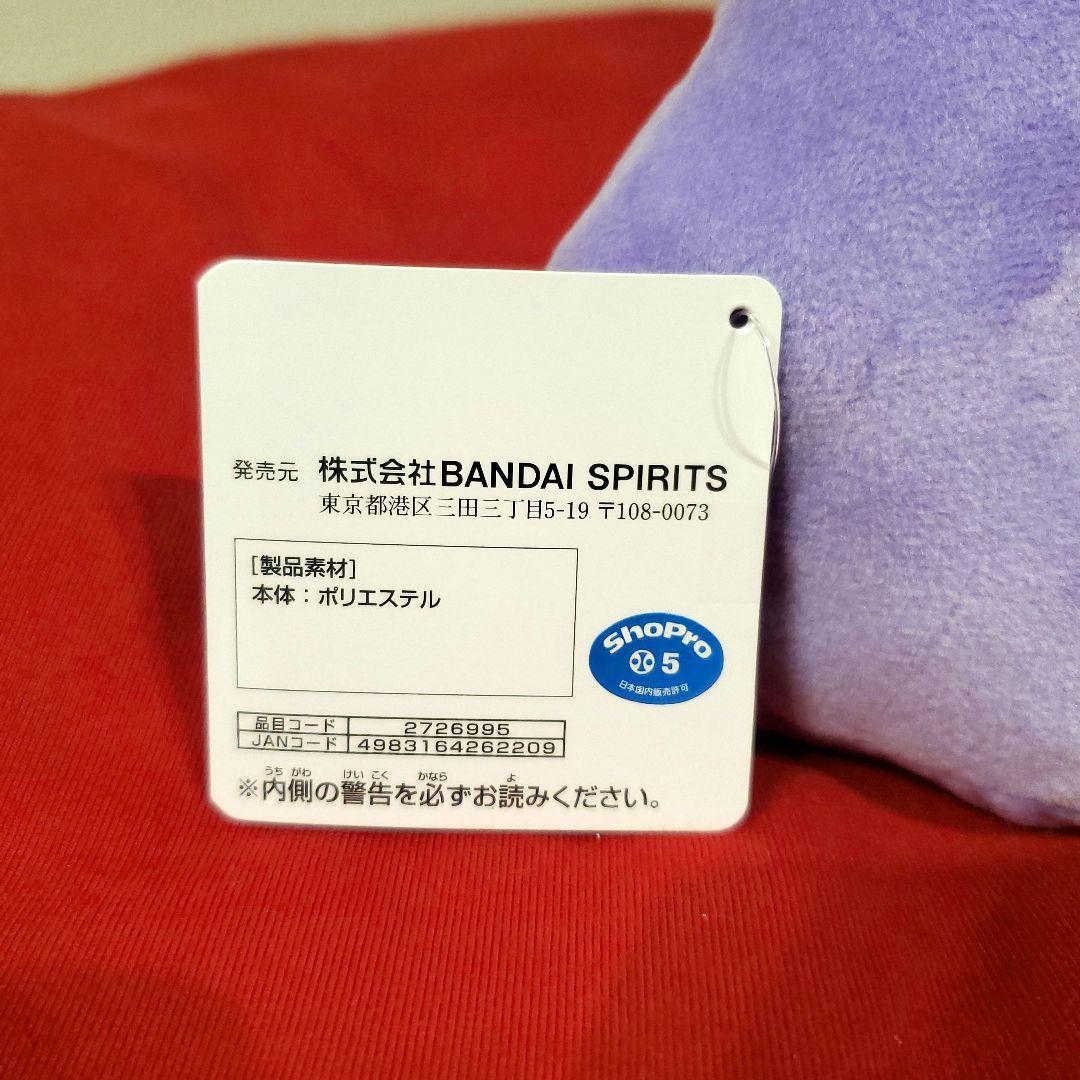 発売元 株式会社BANDAI SPIRITS
東京都港区三田三丁目5-19 〒108-0073
[製品素材]
本体：ポリエステル
ShoPro
5
日本国内販売許可
品目コード 2726995
JANコード 4983164262209
うち がわ けい こく かなら よ
※内側の警告を必ずお読みください。